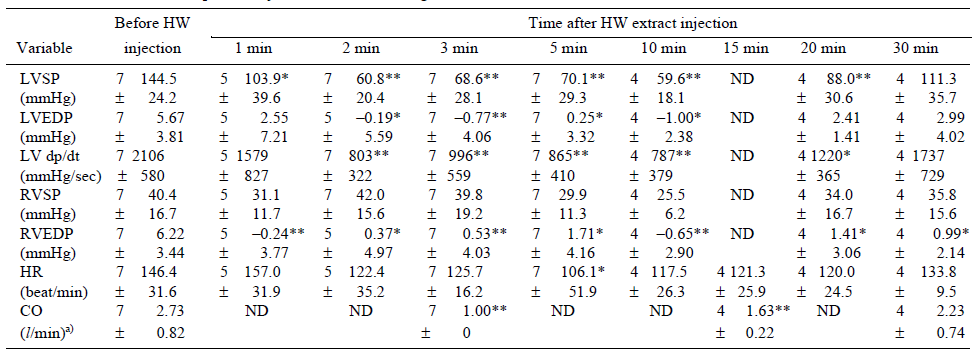 Before HW Time after HW extract injection
Variable injection 1 min 2 min 3 min 5 min 10 min 15 min 20 min 30 min
LVSP 7 144.5 5 103.9* 7 60.8** 7 68.6** 7 70.1** 4 59.6** ND 4 88.0** 4 111.3
(mmHg) ± 24.2 ± 39.6 ± 20.4 ± 28.1 ± 29.3 ± 18.1 ± 30.6 ± 35.7
LVEDP 7 5.67 5 2.55 7 −0.19* 7 −0.77** 7 0.25* 4 −1.00* ND 4 2.41 4 2.99
(mmHg) ± 3.81 ± 7.21 ± 5.59 ± 4.06 ± 3.32 ± 2.38 ± 1.41 ± 4.02
LV dp/dt 7 2106 5 1579 7 803** 7 996** 7 865** 4 787** ND 4 1220* 4 1737
(mmHg/sec) ± 580 ± 827 ± 322 ± 559 ± 410 ± 379 ± 365 ± 729
RVSP 7 40.4 5 31.1 7 42.0 7 39.8 7 29.9 4 25.5 ND 4 34.0 4 35.8
(mmHg) ± 16.7 ± 11.7 ± 15.6 ± 19.2 ± 11.3 ± 6.2 ± 16.7 ± 15.6
RVEDP 7 6.22 5 −0.24** 5 0.37* 7 0.53** 7 1.71* 4 −0.65** ND 4 1.41* 4 0.99*
(mmHg) ± 3.44 ± 3.77 ± 4.97 ± 4.03 ± 4.16 ± 2.90 ± 3.06 ± 2.14
HR 7 146.4 5 157.0 5 122.4 7 125.7 7 106.1* 4 117.5 4 121.3 4 120.0 4 133.8
(beat/min) ± 31.6 ± 31.9 ± 35.2 ± 16.2 ± 51.9 ± 26.3 ± 25.9 ± 24.5 ± 9.5
CO 7 2.73 ND ND 7 1.00** ND ND 4 1.63** ND 4 2.23
(l/min)a) ± 0.82 ± 0 ± 0.22 ± 0.74